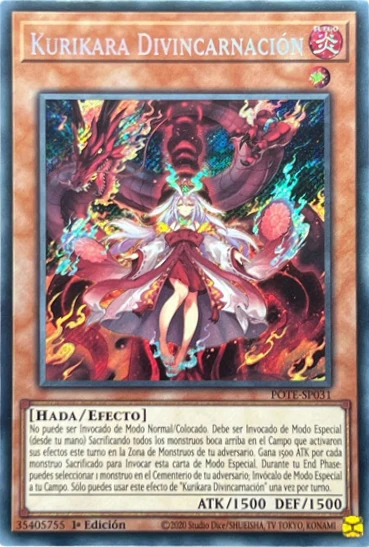 KURIKARA DIVINCARNACIÓN
FUEGO
炎
POTE-SP031
[HADA/EFECTO]
No puede ser Invocado de Modo Normal/Colocado. Debe ser Invocado de Modo Especial
(desde tu mano) Sacrificando todos los monstruos boca arriba en el Campo que activaron
sus efectos este turno en la Zona de Monstruos de tu adversario. Gana 1500 ATK por cada
monstruo Sacrificado para Invocar esta carta de Modo Especial. Durante tu End Phase:
puedes seleccionar 1 monstruo en el Cementerio de tu adversario; Invócalo de Modo Especial
a tu Campo. Sólo puedes usar este efecto de "Kurikara Divincarnación" una vez por turno.
ATK/1500 DEF/1500
35405755 1ª Edición ©2020 Studio Dice/SHUEISHA, TV TOKYO, KONAMI